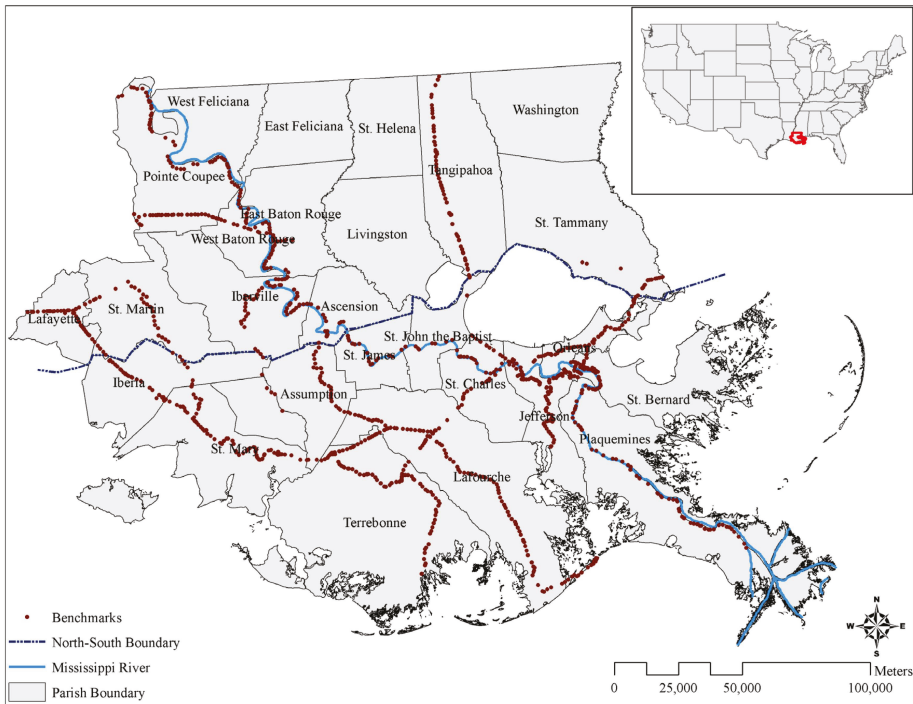 West Feliciana
East Feliciana
St. Helena
Washington
Tangipahoa
Pointe Coupee
East Baton Rouge
West Baton Rouge
Livingston
St. Tammany
Iberville
Ascension
St. Martin
Lafayette
St. John the Baptist
St. James
Orleans
Iberia
Assumption
St. Charles
St. Bernard
Jefferson
Plaquemines
St. Mary
Lafourche
Terrebonne
Benchmarks
North-South Boundary
Mississippi River
Parish Boundary
N
W
E
S
Meters
0
25,000
50,000
100,000